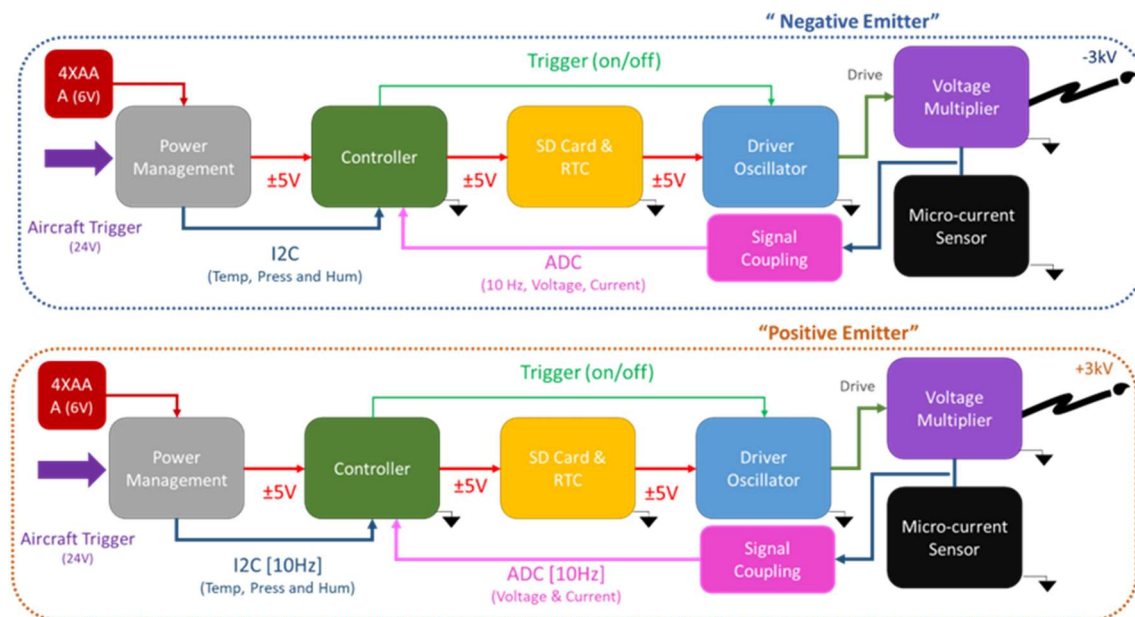 “ Negative Emitter”
4XAA
A (6V)
Trigger (on/off)
-3kV
Drive
Voltage
Multiplier
Power
Management
Controller
SD Card &
RTC
Driver
Oscillator
±5V
±5V
±5V
Micro-current
Sensor
Aircraft Trigger
(24V)
I2C
(Temp, Press and Hum)
ADC
(10 Hz, Voltage, Current)
Signal
Coupling
“Positive Emitter”
4XAA
A (6V)
Trigger (on/off)
+3kV
Drive
Voltage
Multiplier
Power
Management
Controller
SD Card &
RTC
Driver
Oscillator
±5V
±5V
±5V
Micro-current
Sensor
Aircraft Trigger
(24V)
I2C [10Hz]
(Temp, Press and Hum)
ADC [10Hz]
(Voltage & Current)
Signal
Coupling